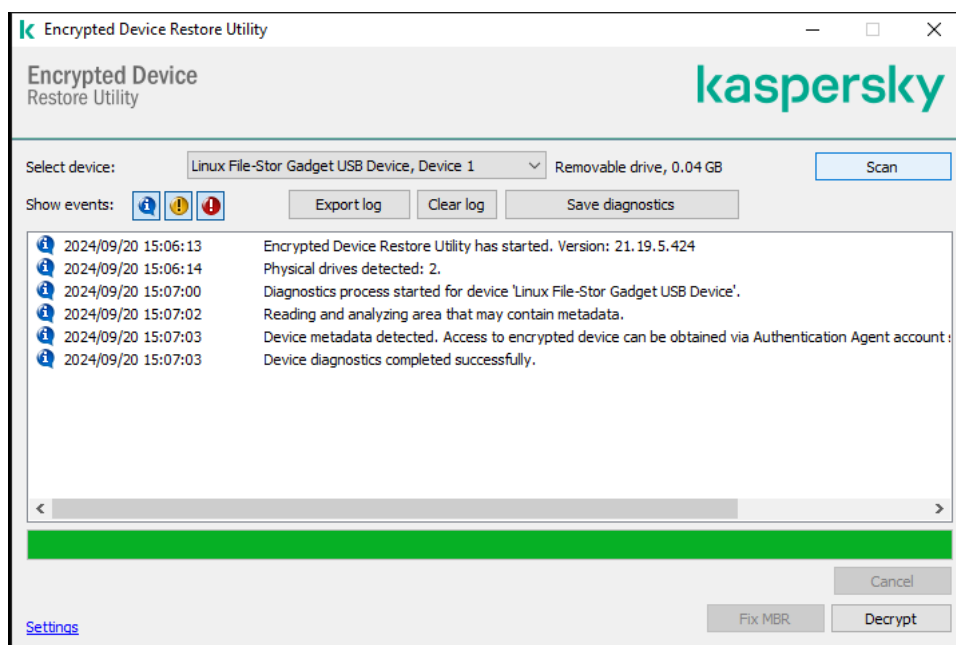 Encrypted Device Restore Utility
Encrypted Device
Restore Utility
kaspersky
Select device: Linux File-Stor Gadget USB Device, Device 1 Removable drive, 0.04 GB Scan
Show events: Export log Clear log Save diagnostics
2024/09/20 15:06:13 Encrypted Device Restore Utility has started. Version: 21.19.5.424
2024/09/20 15:06:14 Physical drives detected: 2.
2024/09/20 15:07:00 Diagnostics process started for device 'Linux File-Stor Gadget USB Device'.
2024/09/20 15:07:02 Reading and analyzing area that may contain metadata.
2024/09/20 15:07:03 Device metadata detected. Access to encrypted device can be obtained via Authentication Agent account
2024/09/20 15:07:03 Device diagnostics completed successfully.
Cancel
Settings Fix MBR Decrypt